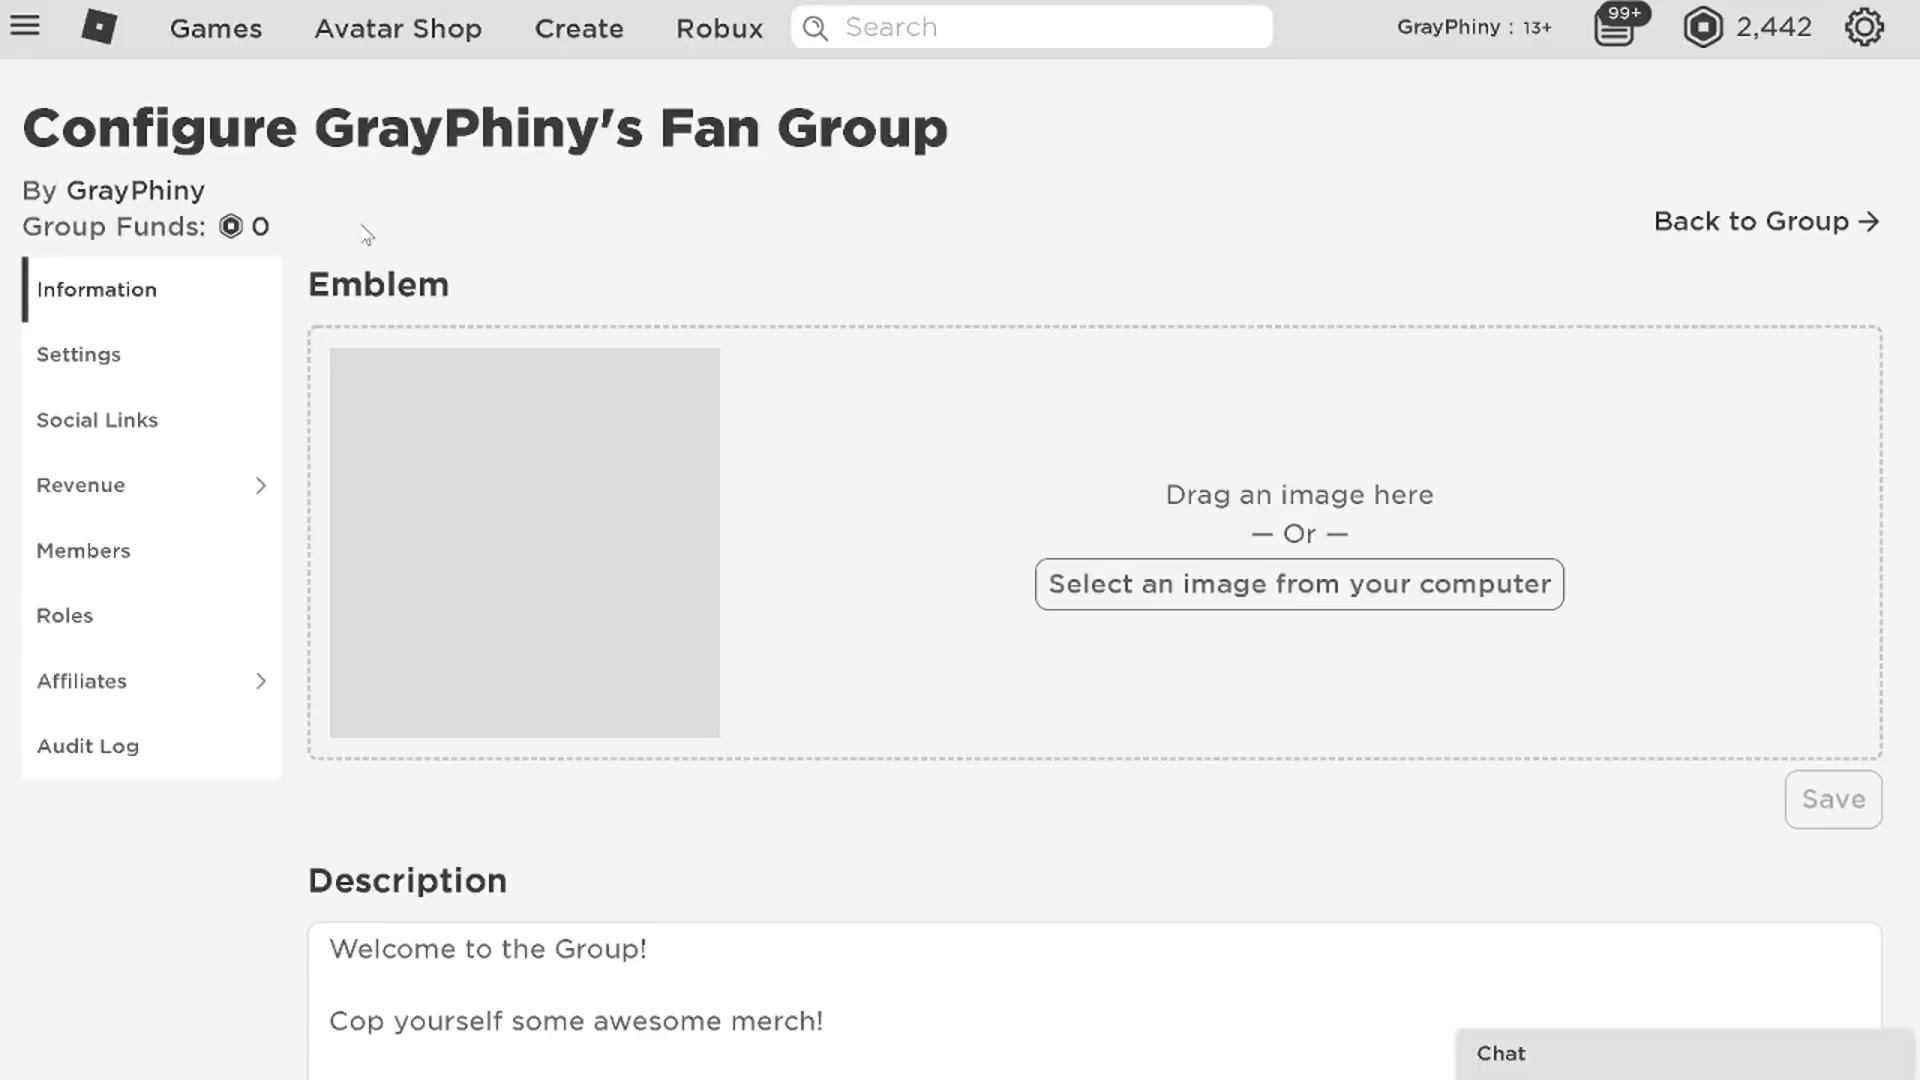 Games Avatar Shop Create Robux Search GrayPhiny : 13+ 99+ 2,442
Configure GrayPhiny's Fan Group
By GrayPhiny
Group Funds: 0
Back to Group →
Information
Settings
Social Links
Revenue
Members
Roles
Affiliates
Audit Log
Emblem
Drag an image here
— Or —
Select an image from your computer
Save
Description
Welcome to the Group!
Cop yourself some awesome merch!
Chat